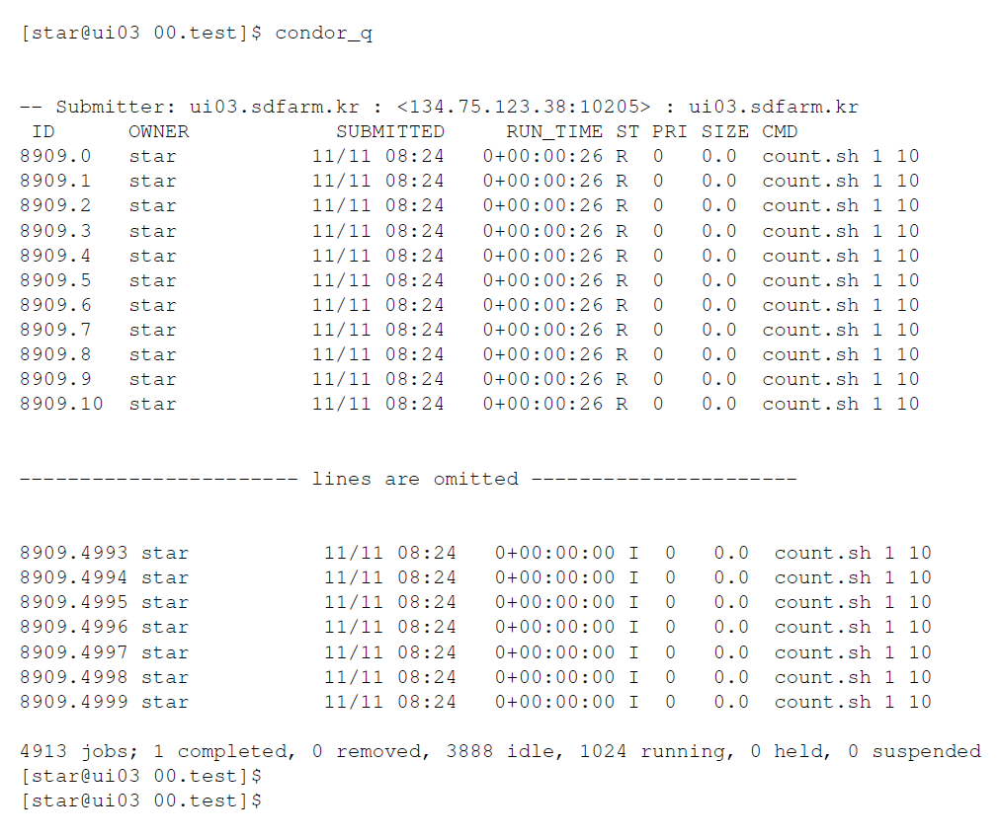 [star@ui03 00.test]$ condor_q
-- Submitter: ui03.sdfarm.kr : <134.75.123.38:10205> : ui03.sdfarm.kr
ID OWNER SUBMITTED RUN_TIME ST PRI SIZE CMD
8909.0 star 11/11 08:24 0+00:00:26 R 0 0.0 count.sh 1 10
8909.1 star 11/11 08:24 0+00:00:26 R 0 0.0 count.sh 1 10
8909.2 star 11/11 08:24 0+00:00:26 R 0 0.0 count.sh 1 10
8909.3 star 11/11 08:24 0+00:00:26 R 0 0.0 count.sh 1 10
8909.4 star 11/11 08:24 0+00:00:26 R 0 0.0 count.sh 1 10
8909.5 star 11/11 08:24 0+00:00:26 R 0 0.0 count.sh 1 10
8909.6 star 11/11 08:24 0+00:00:26 R 0 0.0 count.sh 1 10
8909.7 star 11/11 08:24 0+00:00:26 R 0 0.0 count.sh 1 10
8909.8 star 11/11 08:24 0+00:00:26 R 0 0.0 count.sh 1 10
8909.9 star 11/11 08:24 0+00:00:26 R 0 0.0 count.sh 1 10
8909.10 star 11/11 08:24 0+00:00:26 R 0 0.0 count.sh 1 10
----------------------- lines are omitted ----------------------
8909.4993 star 11/11 08:24 0+00:00:00 I 0 0.0 count.sh 1 10
8909.4994 star 11/11 08:24 0+00:00:00 I 0 0.0 count.sh 1 10
8909.4995 star 11/11 08:24 0+00:00:00 I 0 0.0 count.sh 1 10
8909.4996 star 11/11 08:24 0+00:00:00 I 0 0.0 count.sh 1 10
8909.4997 star 11/11 08:24 0+00:00:00 I 0 0.0 count.sh 1 10
8909.4998 star 11/11 08:24 0+00:00:00 I 0 0.0 count.sh 1 10
8909.4999 star 11/11 08:24 0+00:00:00 I 0 0.0 count.sh 1 10
4913 jobs; 1 completed, 0 removed, 3888 idle, 1024 running, 0 held, 0 suspended
[star@ui03 00.test]$
[star@ui03 00.test]$